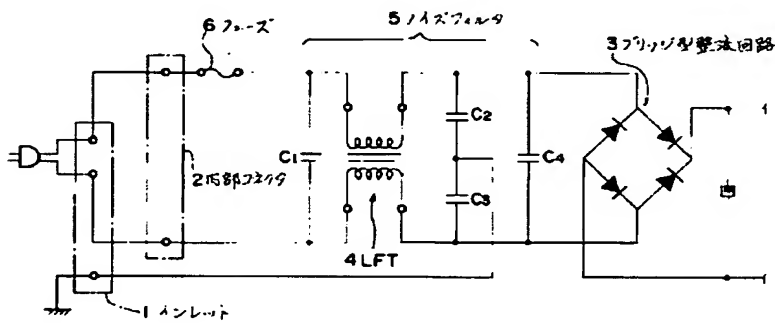 6 フューズ
5 ノイズフィルタ
3 ブリッジ型整流回路
C1
C2
C3
C4
2 内部コネクタ
4 LFT
1 インレット